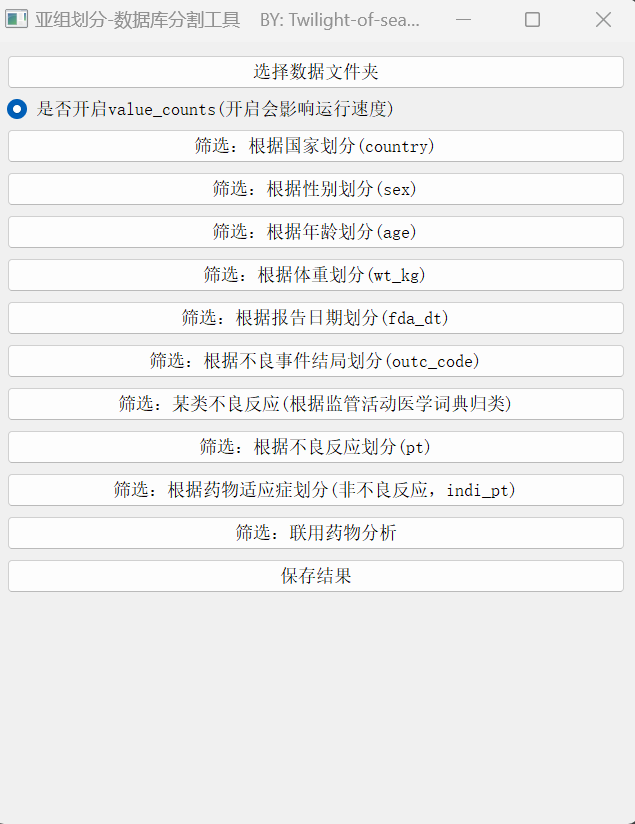 亚组划分-数据库分割工具 BY: Twilight-of-sea...
选择数据文件夹
是否开启value_counts(开启会影响运行速度)
筛选：根据国家划分(country)
筛选：根据性别划分(sex)
筛选：根据年龄划分(age)
筛选：根据体重划分(wt_kg)
筛选：根据报告日期划分(fda_dt)
筛选：根据不良事件结局划分(outc_code)
筛选：某类不良反应(根据监管活动医学词典归类)
筛选：根据不良反应划分(pt)
筛选：根据药物适应症划分(非不良反应，indi_pt)
筛选：联用药物分析
保存结果